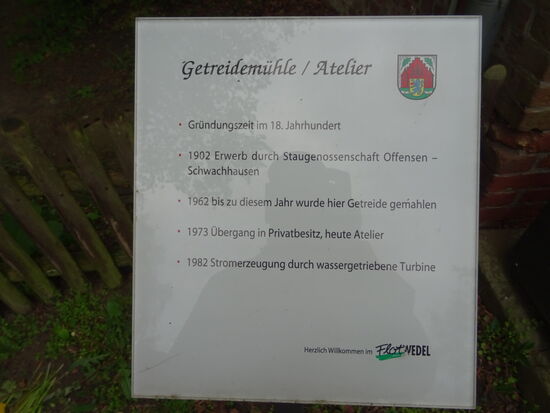 Getreidemühle / Atelier
• Gründungszeit im 18. Jahrhundert
• 1902 Erwerb durch Staugenossenschaft Offensen –
Schwachhausen
• 1962 bis zu diesem Jahr wurde hier Getreide gemahlen
• 1973 Übergang in Privatbesitz, heute Atelier
• 1982 Stromerzeugung durch wassergetriebene Turbine
Herzlich Willkommen im FlotWEDEL